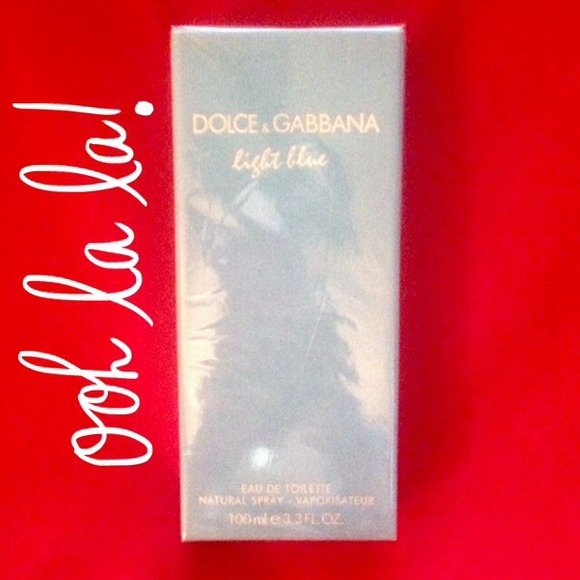 Ooh la la!
DOLCE & GABBANA
light blue
EAU DE TOILETTE
NATURAL SPRAY - VAPORISATEUR
100 ml e 3.3 FL. OZ.